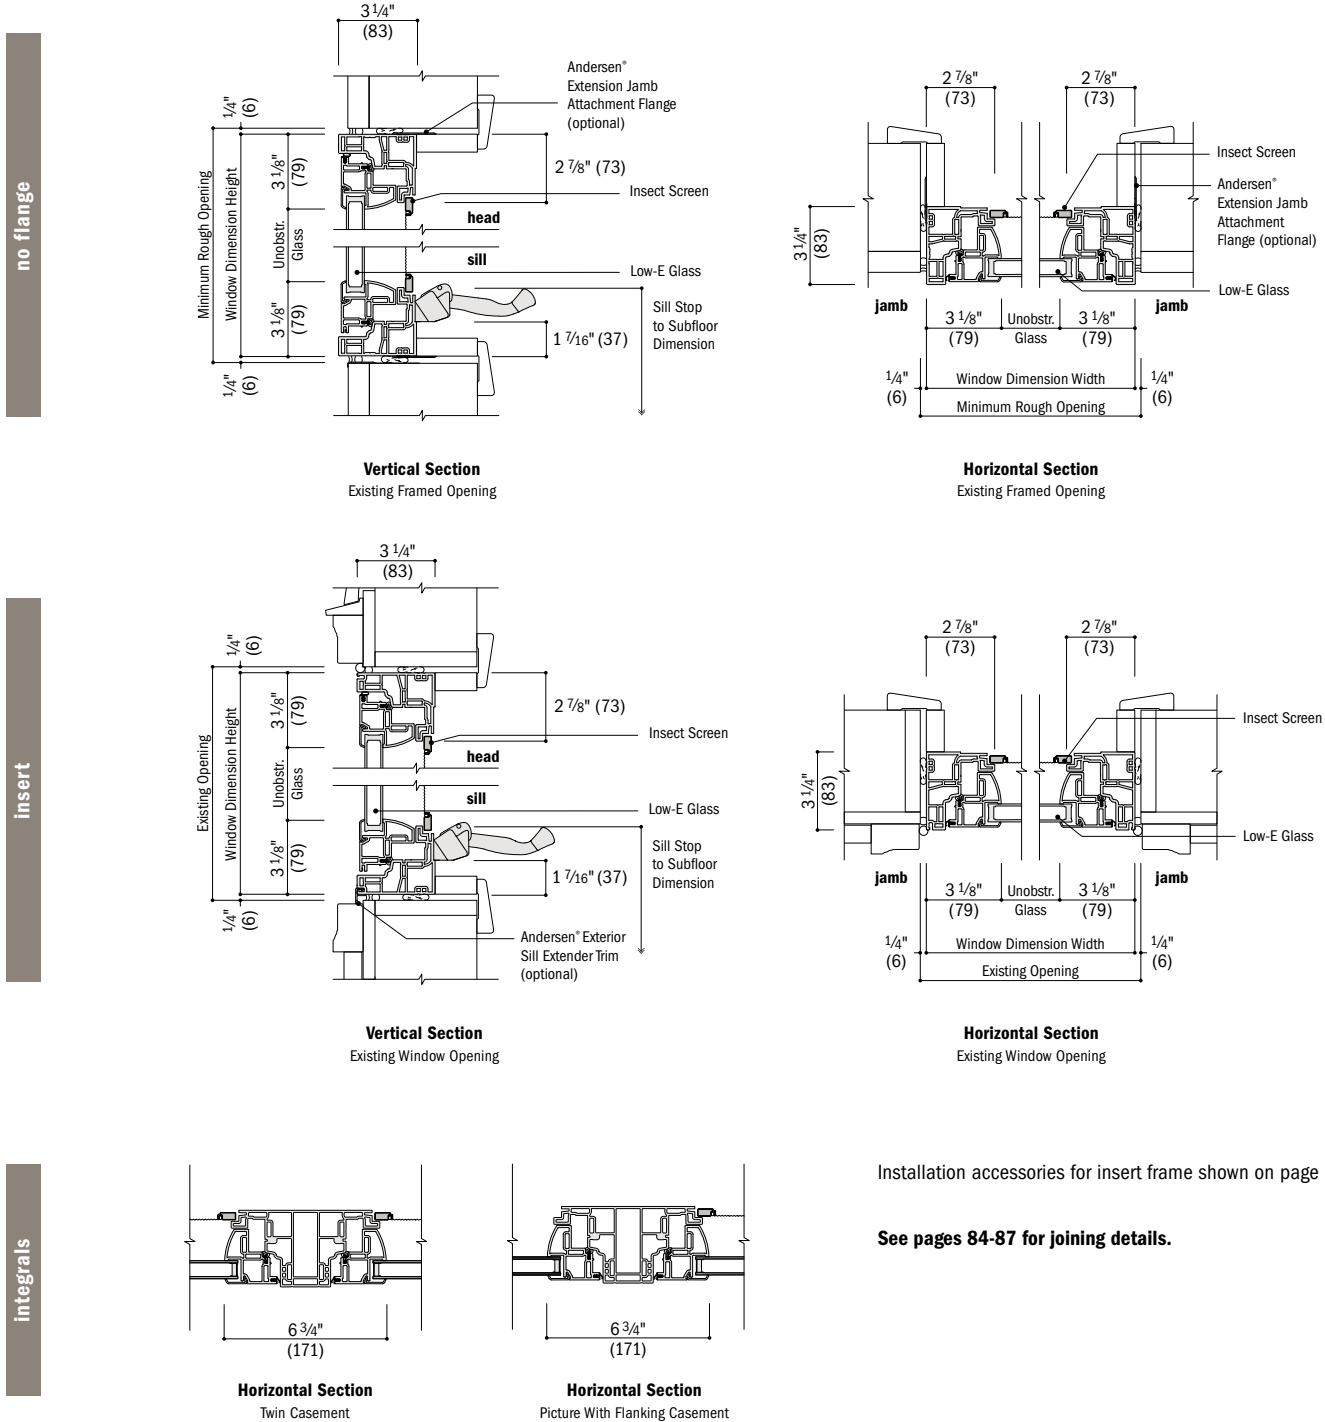 no flange
3 1/4"
(83)
1/4"
(6)
Minimum Rough Opening
Window Dimension Height
3 1/8"
(79)
Unobstr.
Glass
3 1/8"
(79)
1/4"
(6)
Andersen®
Extension Jamb
Attachment Flange
(optional)
2 7/8" (73)
Insect Screen
head
sill
Low-E Glass
Sill Stop
to Subfloor
Dimension
1 7/16" (37)
Vertical Section
Existing Framed Opening
2 7/8"
(73)
2 7/8"
(73)
Insect Screen
Andersen®
Extension Jamb
Attachment
Flange (optional)
3 1/4"
(83)
Low-E Glass
jamb
jamb
3 1/8"
(79)
Unobstr.
Glass
3 1/8"
(79)
1/4"
(6)
Window Dimension Width
1/4"
(6)
Minimum Rough Opening
Horizontal Section
Existing Framed Opening
insert
3 1/4"
(83)
1/4"
(6)
Existing Opening
Window Dimension Height
3 1/8"
(79)
Unobstr.
Glass
3 1/8"
(79)
1/4"
(6)
2 7/8" (73)
Insect Screen
head
sill
Low-E Glass
Sill Stop
to Subfloor
Dimension
1 7/16" (37)
Andersen® Exterior
Sill Extender Trim
(optional)
Vertical Section
Existing Window Opening
2 7/8"
(73)
2 7/8"
(73)
Insect Screen
3 1/4"
(83)
Low-E Glass
jamb
jamb
3 1/8"
(79)
Unobstr.
Glass
3 1/8"
(79)
1/4"
(6)
Window Dimension Width
1/4"
(6)
Existing Opening
Horizontal Section
Existing Window Opening
integrals
6 3/4"
(171)
Horizontal Section
Twin Casement
6 3/4"
(171)
Horizontal Section
Picture With Flanking Casement
Installation accessories for insert frame shown on page
See pages 84-87 for joining details.